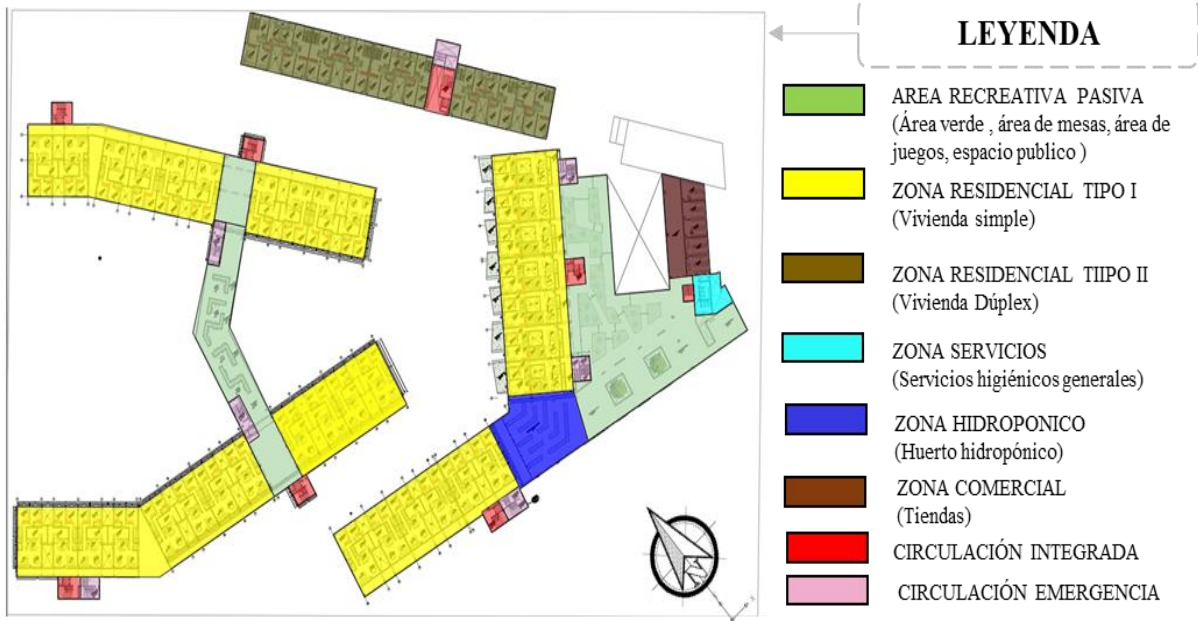 LEYENDA
AREA RECREATIVA PASIVA
(Área verde , área de mesas, área de
juegos, espacio publico )
ZONA RESIDENCIAL TIPO I
(Vivienda simple)
ZONA RESIDENCIAL TIIPO II
(Vivienda Dúplex)
ZONA SERVICIOS
(Servicios higiénicos generales)
ZONA HIDROPONICO
(Huerto hidropónico)
ZONA COMERCIAL
(Tiendas)
CIRCULACIÓN INTEGRADA
CIRCULACIÓN EMERGENCIA